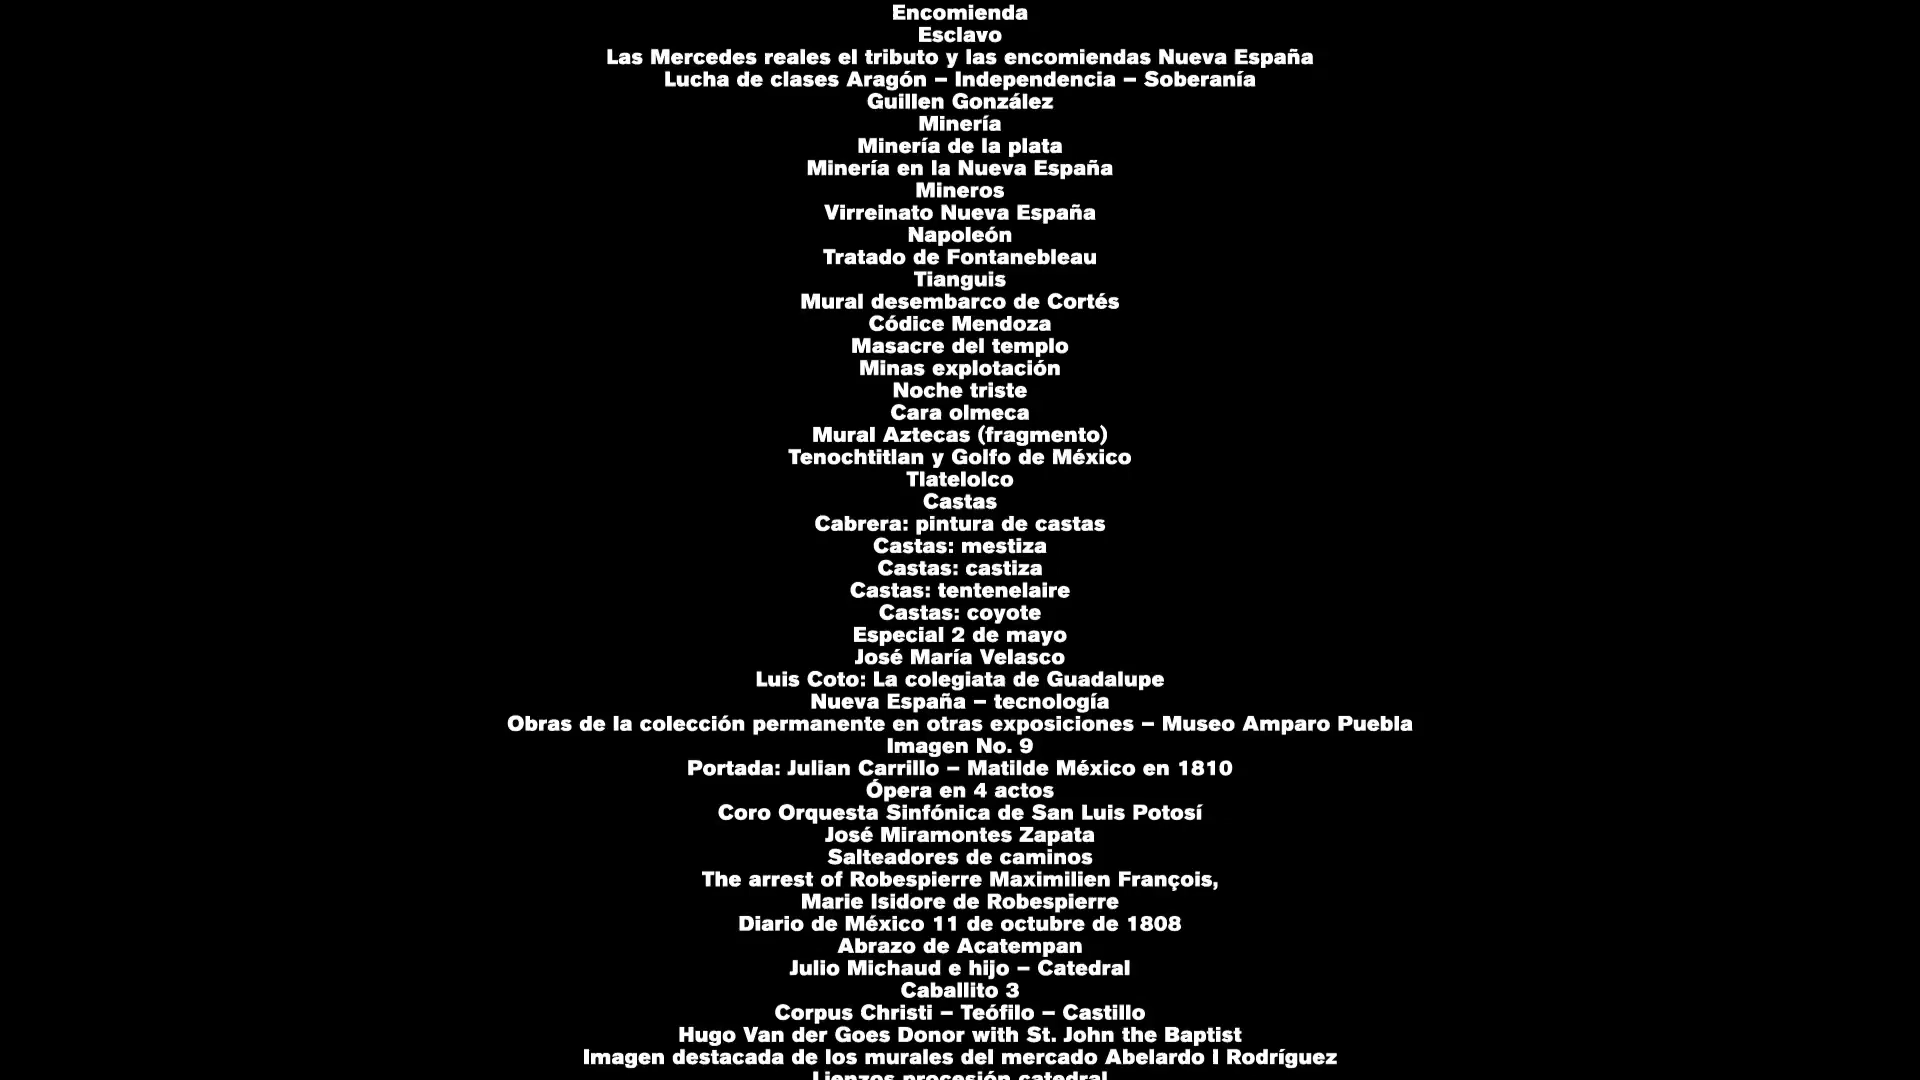 Encomienda
Esclavo
Las Mercedes reales el tributo y las encomiendas Nueva España
Lucha de clases Aragón – Independencia – Soberanía
Guillen González
Minería
Minería de la plata
Minería en la Nueva España
Mineros
Virreinato Nueva España
Napoleón
Tratado de Fontanebleau
Tianguis
Mural desembarco de Cortés
Códice Mendoza
Masacre del templo
Minas explotación
Noche triste
Cara olmeca
Mural Aztecas (fragmento)
Tenochtitlan y Golfo de México
Tlatelolco
Castas
Cabrera: pintura de castas
Castas: mestiza
Castas: castiza
Castas: tentenelaire
Castas: coyote
Especial 2 de mayo
José María Velasco
Luis Coto: La colegiata de Guadalupe
Nueva España – tecnología
Obras de la colección permanente en otras exposiciones – Museo Amparo Puebla
Imagen No. 9
Portada: Julian Carrillo – Matilde México en 1810
Ópera en 4 actos
Coro Orquesta Sinfónica de San Luis Potosí
José Miramontes Zapata
Salteadores de caminos
The arrest of Robespierre Maximilien François,
Marie Isidore de Robespierre
Diario de México 11 de octubre de 1808
Abrazo de Acatempan
Julio Michaud e hijo – Catedral
Caballito 3
Corpus Christi – Teófilo – Castillo
Hugo Van der Goes Donor with St. John the Baptist
Imagen destacada de los murales del mercado Abelardo l Rodríguez
Lienzos procesión catedral